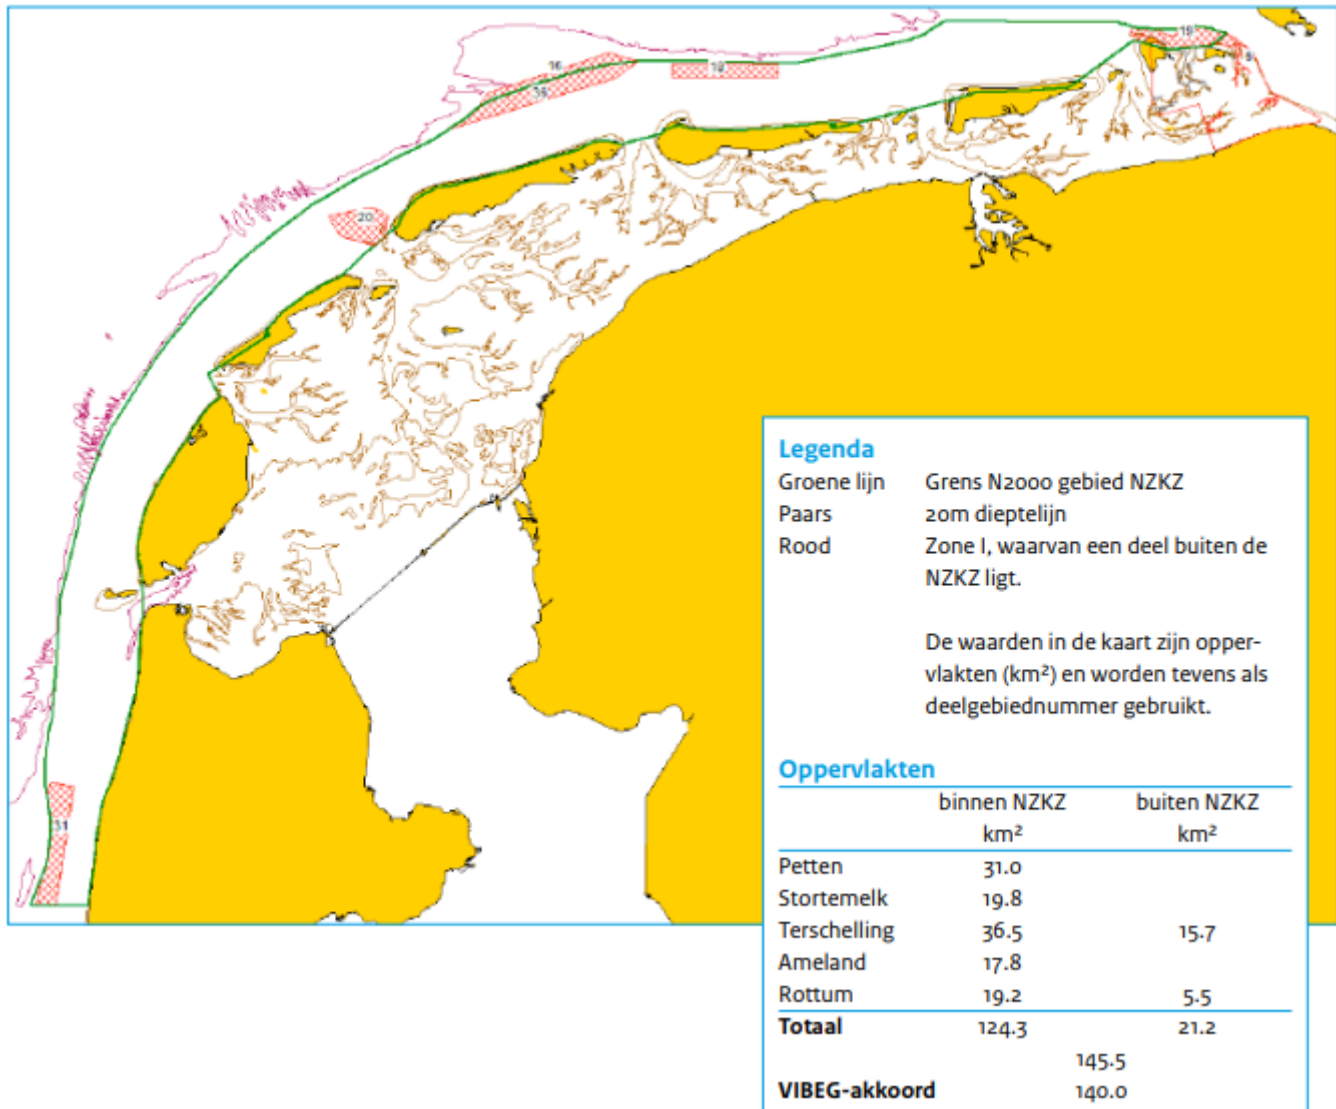 19
5
16
36
18
20
31
Legenda
Groene lijn Grens N2000 gebied NZKZ
Paars 20m dieptelijn
Rood Zone I, waarvan een deel buiten de
NZKZ ligt.
De waarden in de kaart zijn opper-
vlakten (km²) en worden tevens als
deelgebiednummer gebruikt.
Oppervlakten
binnen NZKZ buiten NZKZ
km² km²
Petten 31.0
Stortemelk 19.8
Terschelling 36.5 15.7
Ameland 17.8
Rottum 19.2 5.5
Totaal 124.3 21.2
145.5
VIBEG-akkoord 140.0